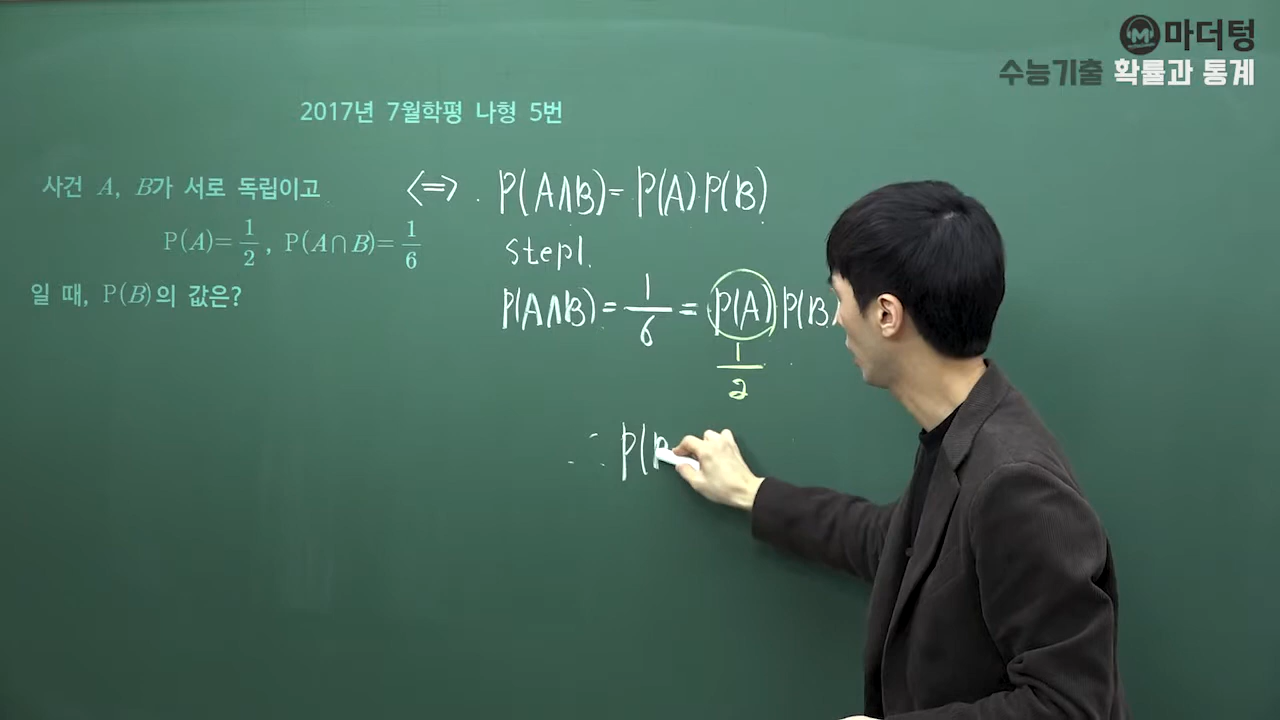 마더텅
수능기출 확률과 통계
2017년 7월학평 나형 5번
사건 A, B가 서로 독립이고 ⟺ P(A∩B)= P(A) P(B)
P(A)= 1/2, P(A∩B)= 1/6
step1.
일 때, P(B)의 값은?
P(A∩B) = 1/6 = P(A) P(B)
1/2
∴ P(